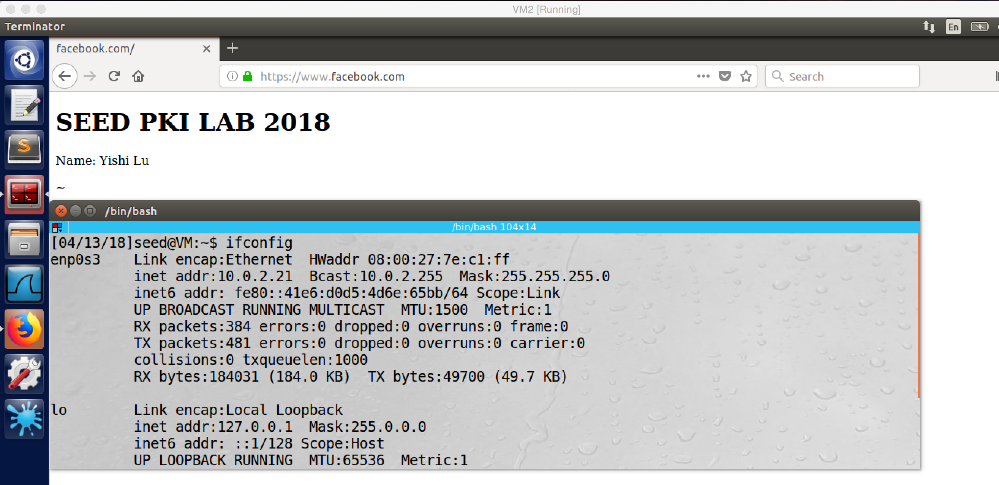 VM2 [Running]
Terminator
En
facebook.com/
https://www.facebook.com
Search
SEED PKI LAB 2018
Name: Yishi Lu
~
/bin/bash
/bin/bash 104x14
[04/13/18]seed@VM:~$ ifconfig
enp0s3    Link encap:Ethernet  HWaddr 08:00:27:7e:c1:ff
          inet addr:10.0.2.21  Bcast:10.0.2.255  Mask:255.255.255.0
          inet6 addr: fe80::41e6:d0d5:4d6e:65bb/64 Scope:Link
          UP BROADCAST RUNNING MULTICAST  MTU:1500  Metric:1
          RX packets:384 errors:0 dropped:0 overruns:0 frame:0
          TX packets:481 errors:0 dropped:0 overruns:0 carrier:0
          collisions:0 txqueuelen:1000
          RX bytes:184031 (184.0 KB)  TX bytes:49700 (49.7 KB)
lo        Link encap:Local Loopback
          inet addr:127.0.0.1  Mask:255.0.0.0
          inet6 addr: ::1/128 Scope:Host
          UP LOOPBACK RUNNING  MTU:65536  Metric:1